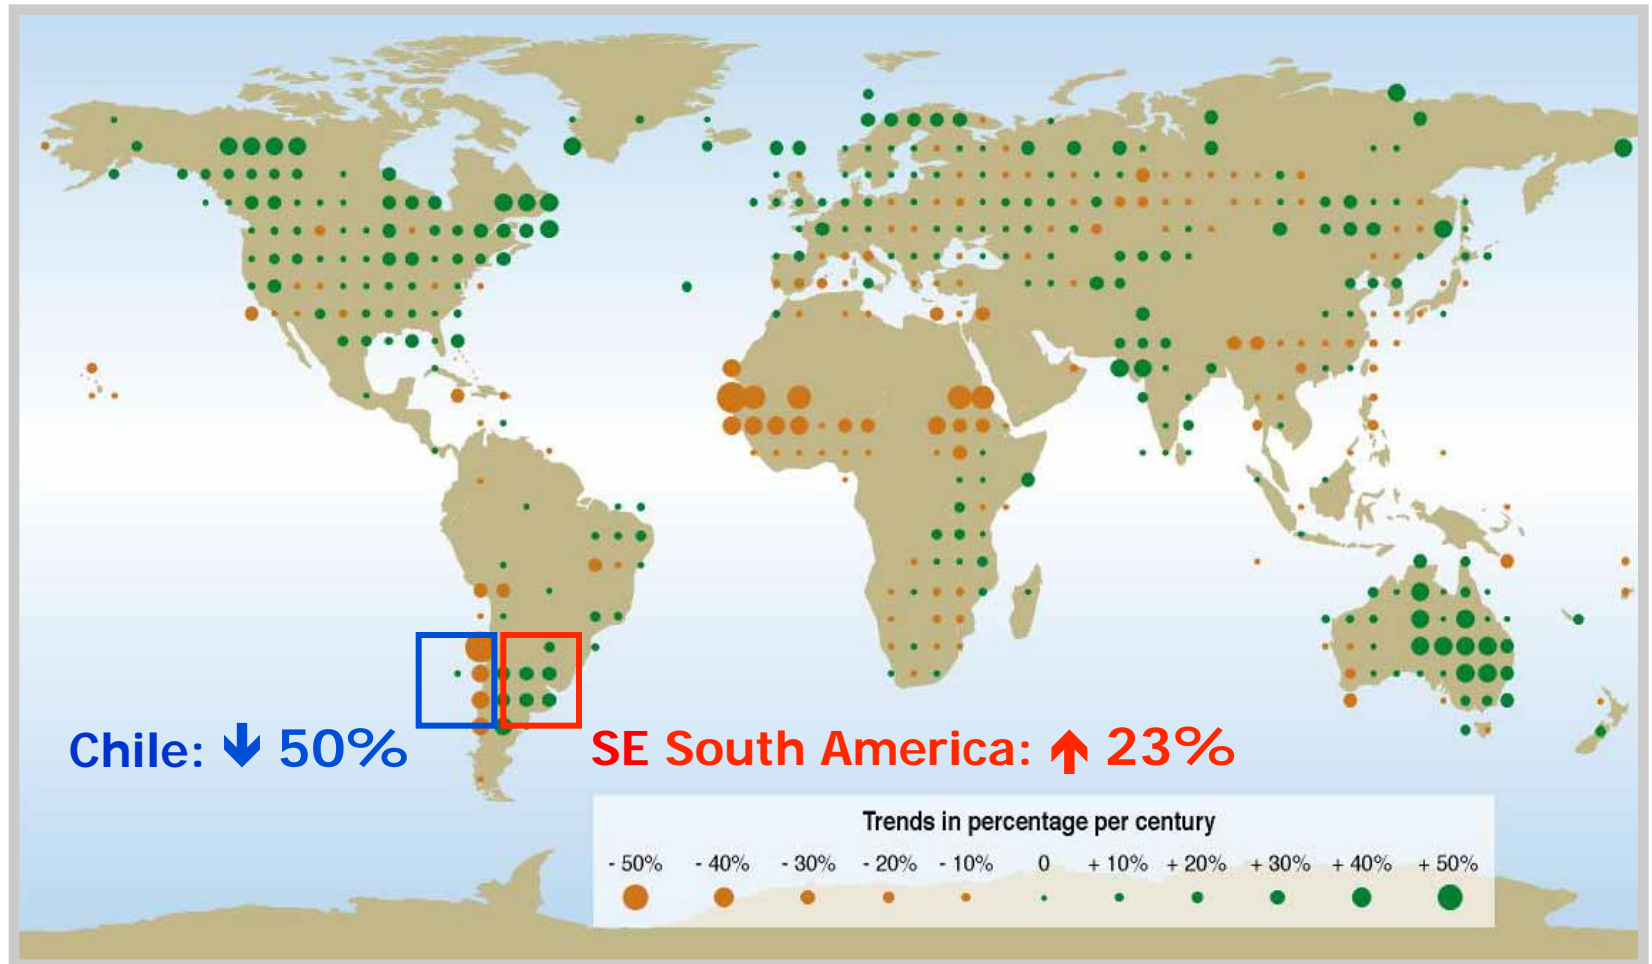 Chile: ↓ 50%
SE South America: ↑ 23%
Trends in percentage per century
- 50% - 40% - 30% - 20% - 10% 0 + 10% + 20% + 30% + 40% + 50%